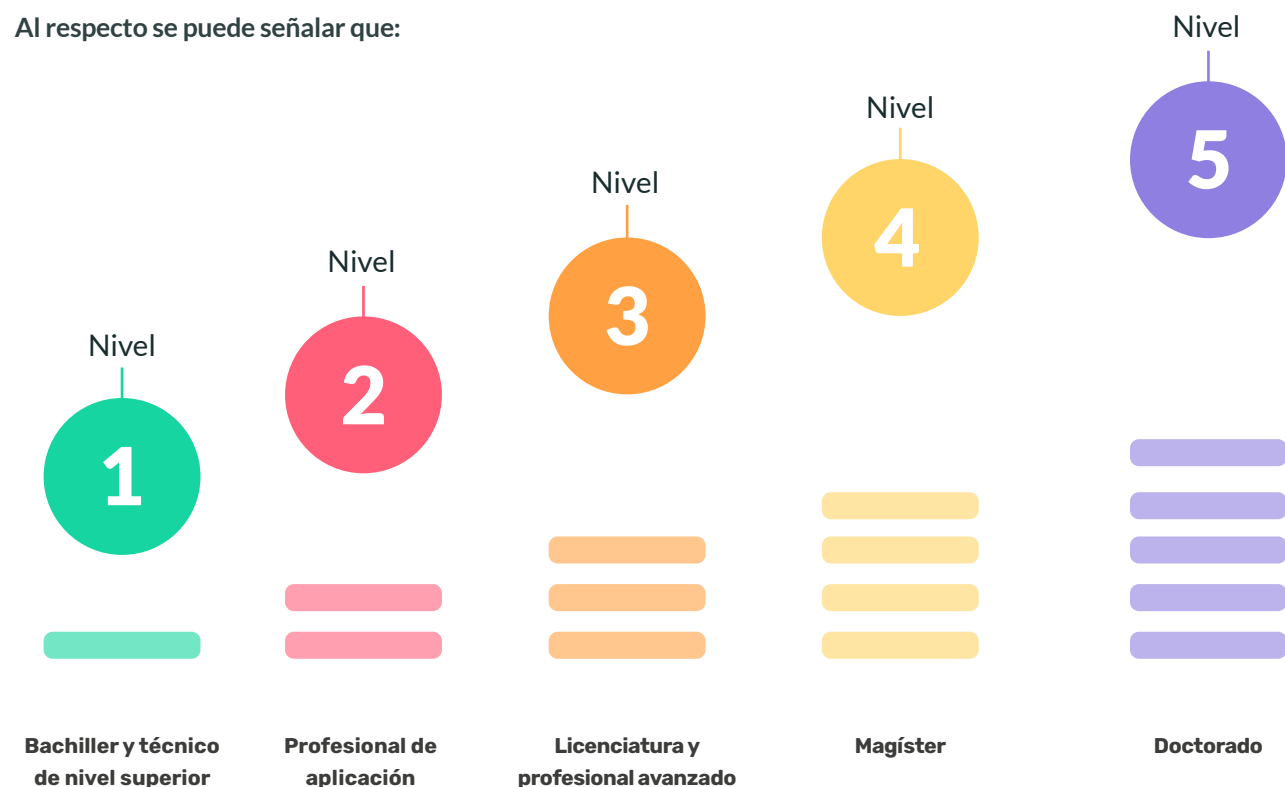 Al respecto se puede señalar que:
Nivel
1
Bachiller y técnico
de nivel superior
Nivel
2
Profesional de
aplicación
Nivel
3
Licenciatura y
profesional avanzado
Nivel
4
Magíster
Nivel
5
Doctorado